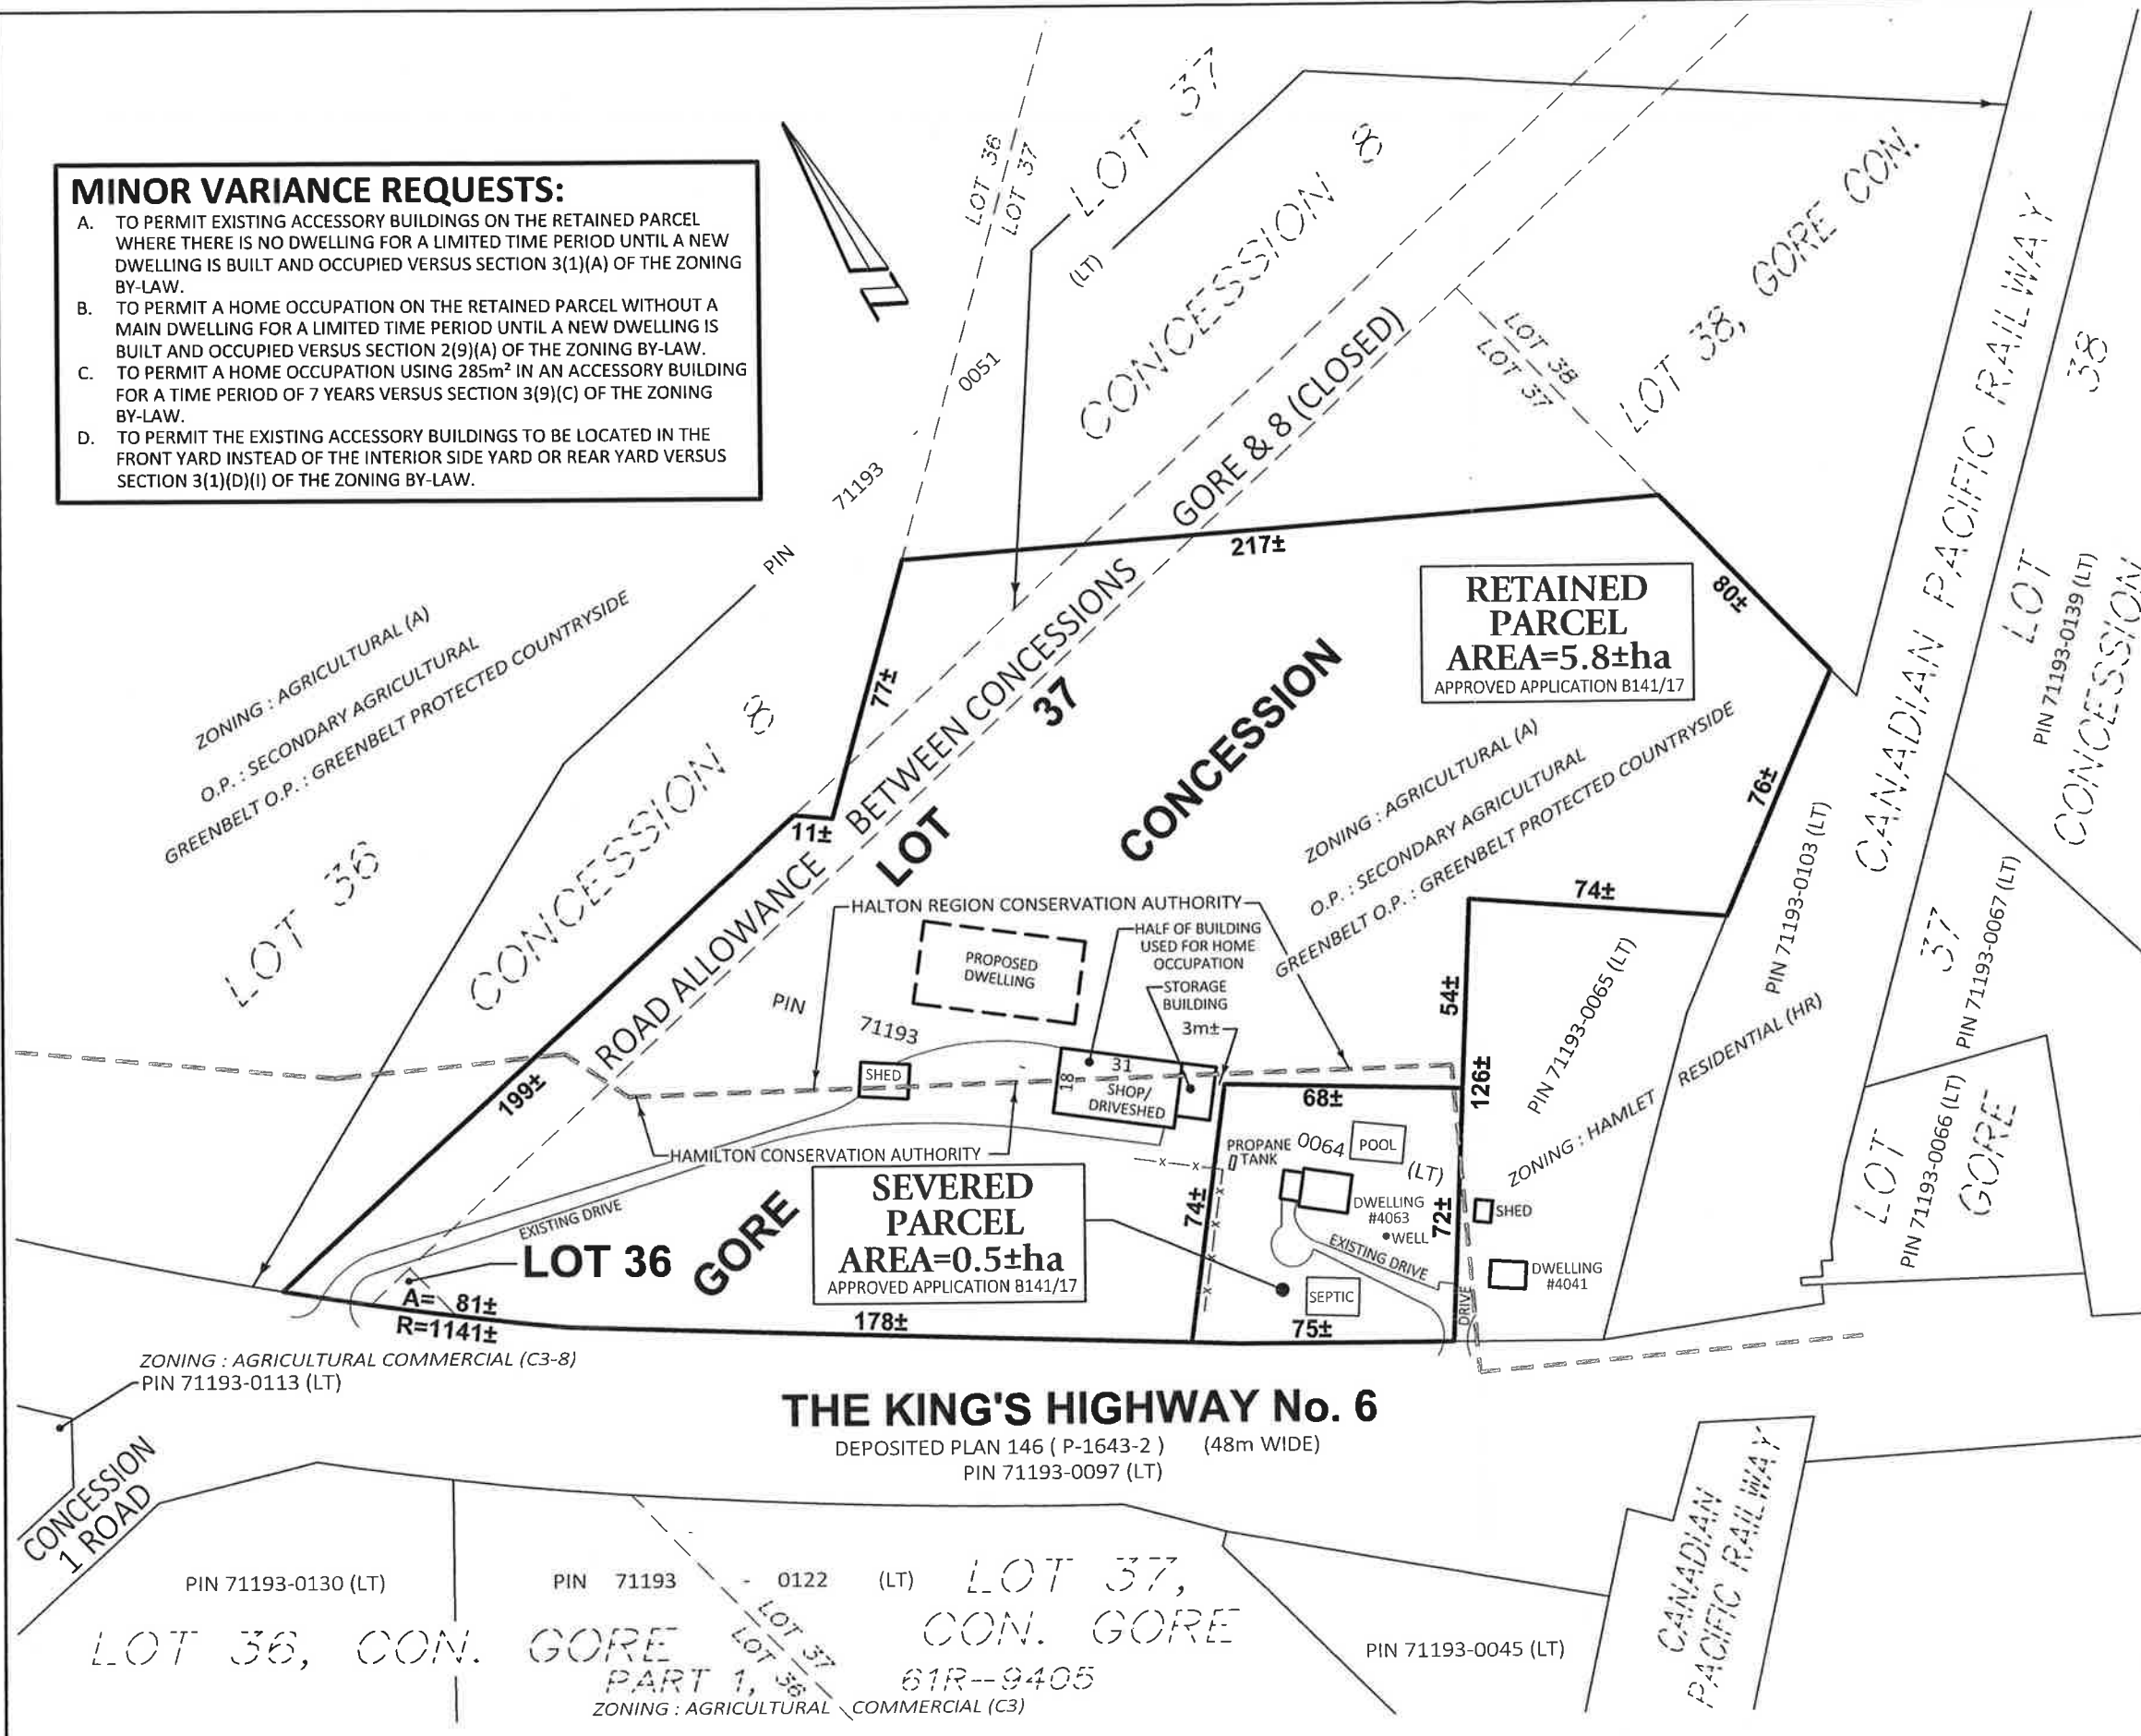 MINOR VARIANCE REQUESTS:
A. TO PERMIT EXISTING ACCESSORY BUILDINGS ON THE RETAINED PARCEL
WHERE THERE IS NO DWELLING FOR A LIMITED TIME PERIOD UNTIL A NEW
DWELLING IS BUILT AND OCCUPIED VERSUS SECTION 3(1)(A) OF THE ZONING
BY-LAW.
B. TO PERMIT A HOME OCCUPATION ON THE RETAINED PARCEL WITHOUT A
MAIN DWELLING FOR A LIMITED TIME PERIOD UNTIL A NEW DWELLING IS
BUILT AND OCCUPIED VERSUS SECTION 2(9)(A) OF THE ZONING BY-LAW.
C. TO PERMIT A HOME OCCUPATION USING 285m² IN AN ACCESSORY BUILDING
FOR A TIME PERIOD OF 7 YEARS VERSUS SECTION 3(9)(C) OF THE ZONING
BY-LAW.
D. TO PERMIT THE EXISTING ACCESSORY BUILDINGS TO BE LOCATED IN THE
FRONT YARD INSTEAD OF THE INTERIOR SIDE YARD OR REAR YARD VERSUS
SECTION 3(1)(D)(I) OF THE ZONING BY-LAW.
LOT 36
LOT 37
LOT 37
(LT)
CONCESSION 8
LOT 38
LOT 37
LOT 38, GORE CON.
CANADIAN PACIFIC RAILWAY
LOT 38
PIN 71193-0139 (LT)
CONCESSION
PIN 71193 0051
ZONING : AGRICULTURAL (A)
O.P. : SECONDARY AGRICULTURAL
GREENBELT O.P. : GREENBELT PROTECTED COUNTRYSIDE
LOT 36
CONCESSION 8
ROAD ALLOWANCE BETWEEN CONCESSIONS GORE & 8 (CLOSED)
217±
80±
77±
76±
11±
74±
54±
126±
199±
RETAINED
PARCEL
AREA=5.8±ha
APPROVED APPLICATION B141/17
LOT 37
GORE CONCESSION
ZONING : AGRICULTURAL (A)
O.P. : SECONDARY AGRICULTURAL
GREENBELT O.P. : GREENBELT PROTECTED COUNTRYSIDE
HALTON REGION CONSERVATION AUTHORITY
PROPOSED
DWELLING
HALF OF BUILDING
USED FOR HOME
OCCUPATION
STORAGE
BUILDING
3m±
PIN 71193
SHED
31
18
SHOP/
DRIVESHED
68±
HAMILTON CONSERVATION AUTHORITY
EXISTING DRIVE
LOT 36
SEVERED
PARCEL
AREA=0.5±ha
APPROVED APPLICATION B141/17
PROPANE
TANK
0064
POOL
(LT)
DWELLING
#4063
WELL
EXISTING DRIVE
SEPTIC
74±
72±
75±
DRIVE
SHED
DWELLING
#4041
PIN 71193-0065 (LT)
PIN 71193-0103 (LT)
ZONING : HAMLET RESIDENTIAL (HR)
37
LOT
PIN 71193-0067 (LT)
PIN 71193-0066 (LT)
GORE
A= 81±
R=1141±
178±
ZONING : AGRICULTURAL COMMERCIAL (C3-8)
PIN 71193-0113 (LT)
THE KING'S HIGHWAY No. 6
DEPOSITED PLAN 146 ( P-1643-2 ) (48m WIDE)
PIN 71193-0097 (LT)
CONCESSION
1 ROAD
PIN 71193-0130 (LT)
PIN 71193 - 0122 (LT)
LOT 36, CON. GORE
LOT 37
LOT 36
LOT 37,
CON. GORE
PART 1, 61R--9405
ZONING : AGRICULTURAL COMMERCIAL (C3)
PIN 71193-0045 (LT)
CANADIAN
PACIFIC RAILWAY